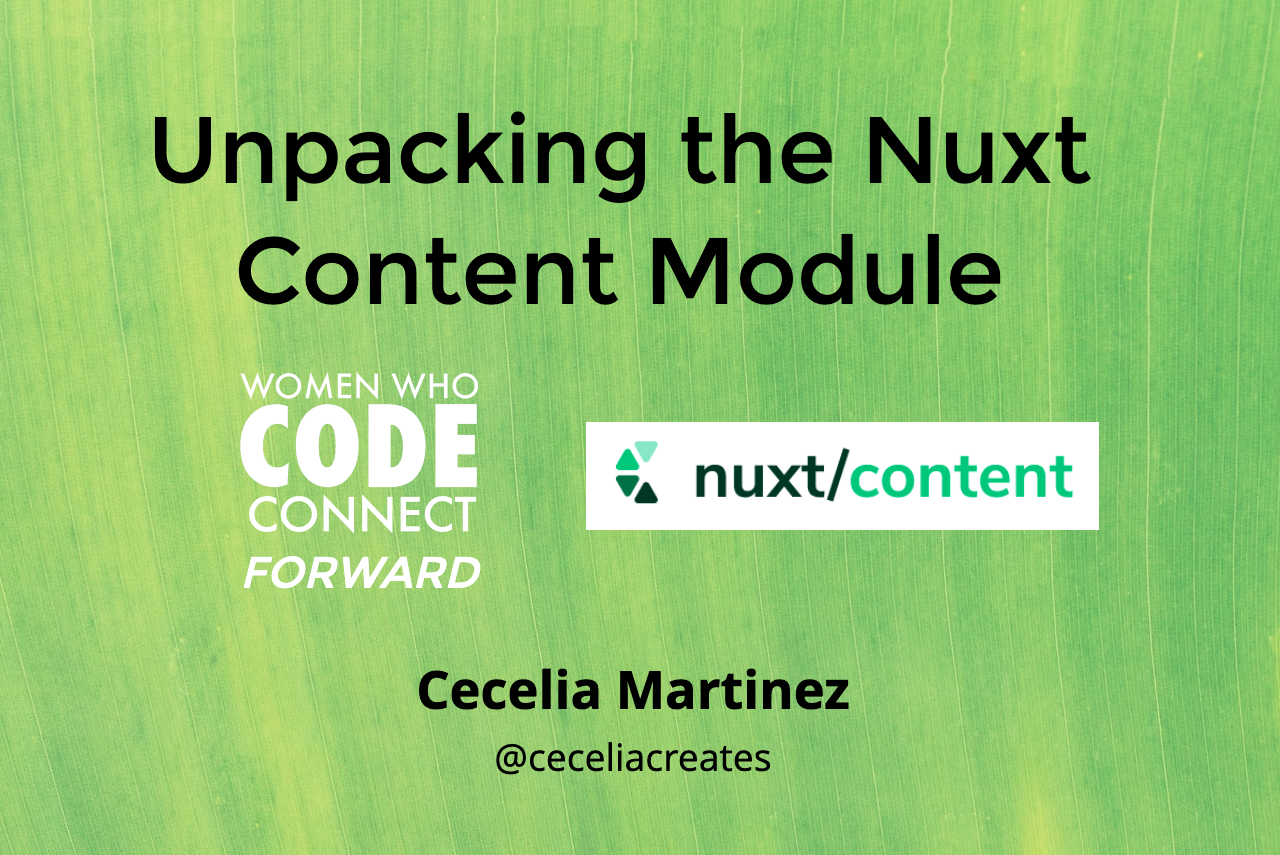 Unpacking the Nuxt
Content Module
WOMEN WHO
CODE
CONNECT
FORWARD
nuxt/content
Cecelia Martinez
@ceceliacreates